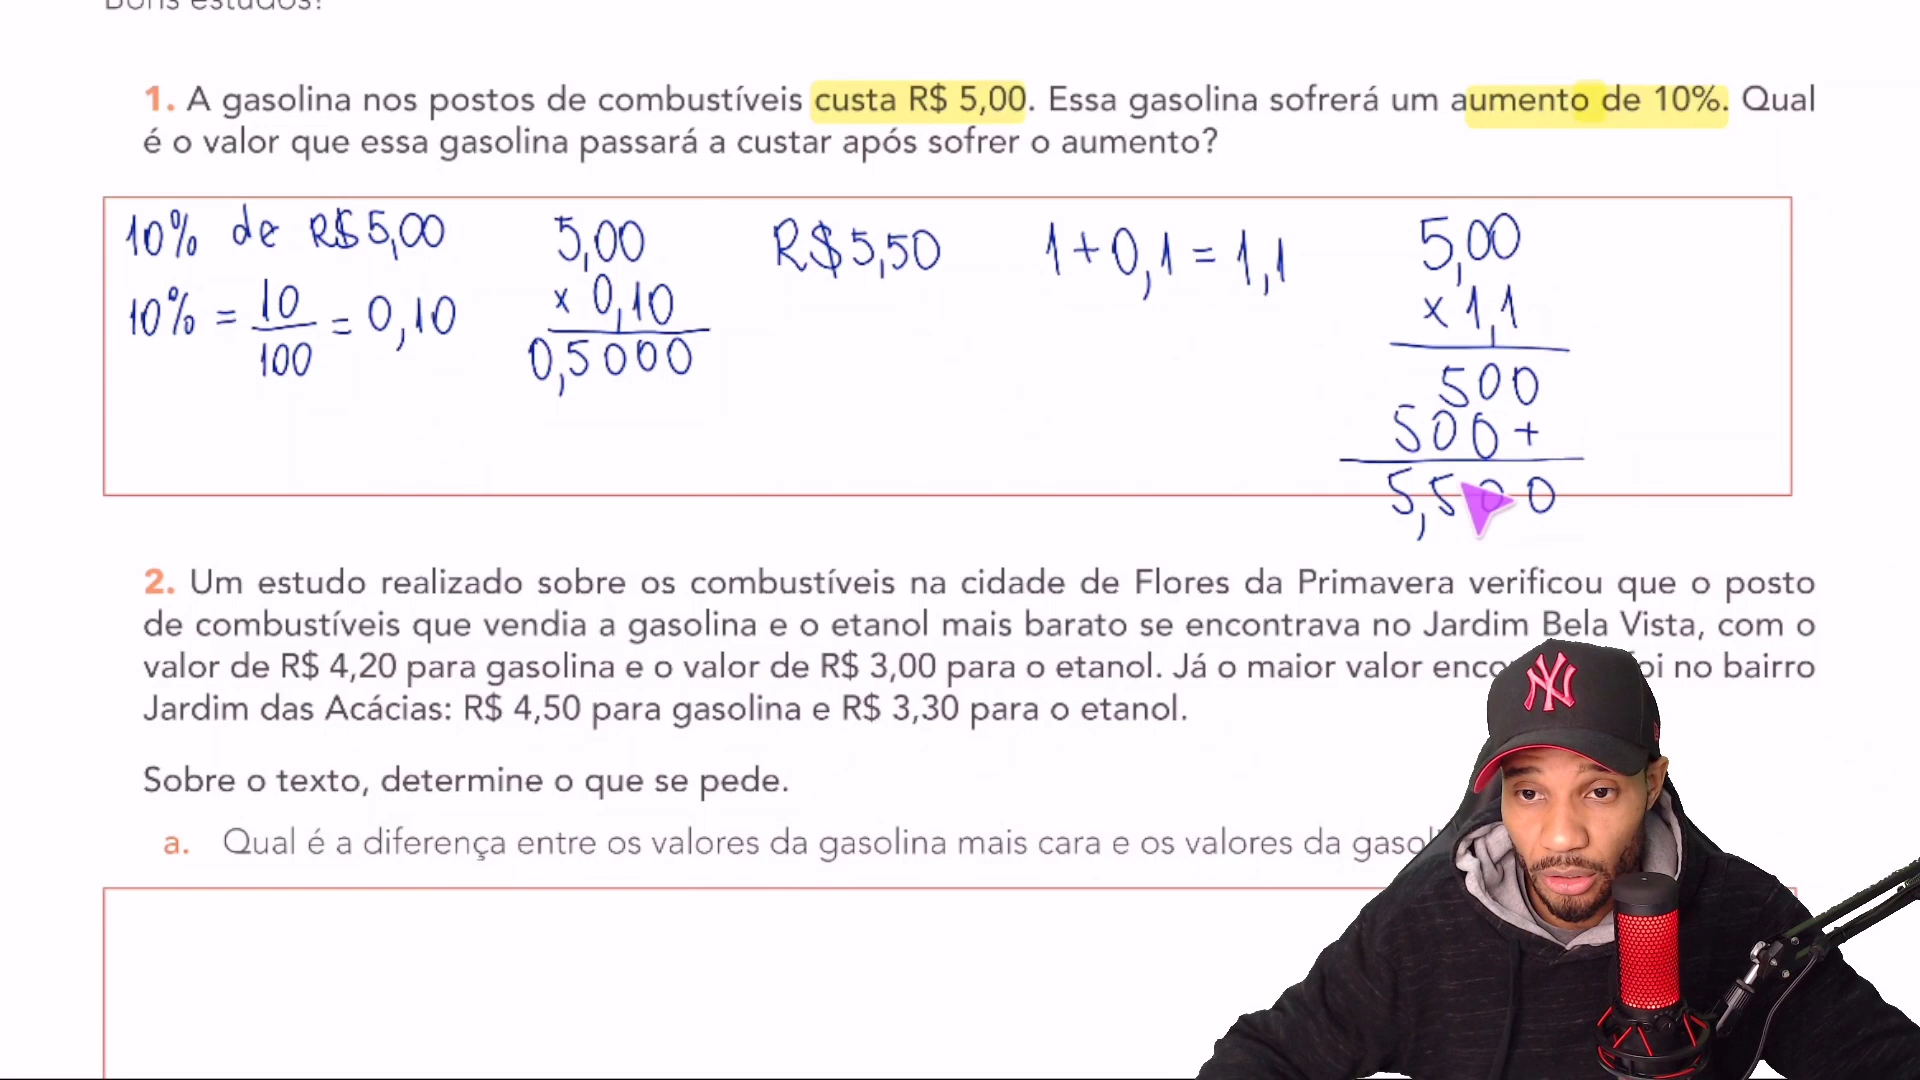 Bons estudos!
1. A gasolina nos postos de combustíveis custa R$ 5,00. Essa gasolina sofrerá um aumento de 10%. Qual
é o valor que essa gasolina passará a custar após sofrer o aumento?
10% de R$5,00
10% = 10/100 = 0,10
5,00
x 0,10
0,5000
R$5,50
1+0,1 = 1,1
5,00
x 1,1
500
500+
5,500
2. Um estudo realizado sobre os combustíveis na cidade de Flores da Primavera verificou que o posto
de combustíveis que vendia a gasolina e o etanol mais barato se encontrava no Jardim Bela Vista, com o
valor de R$ 4,20 para gasolina e o valor de R$ 3,00 para o etanol. Já o maior valor no bairro
Jardim das Acácias: R$ 4,50 para gasolina e R$ 3,30 para o etanol.
Sobre o texto, determine o que se pede.
a. Qual é a diferença entre os valores da gasolina mais cara e os valores da
NY